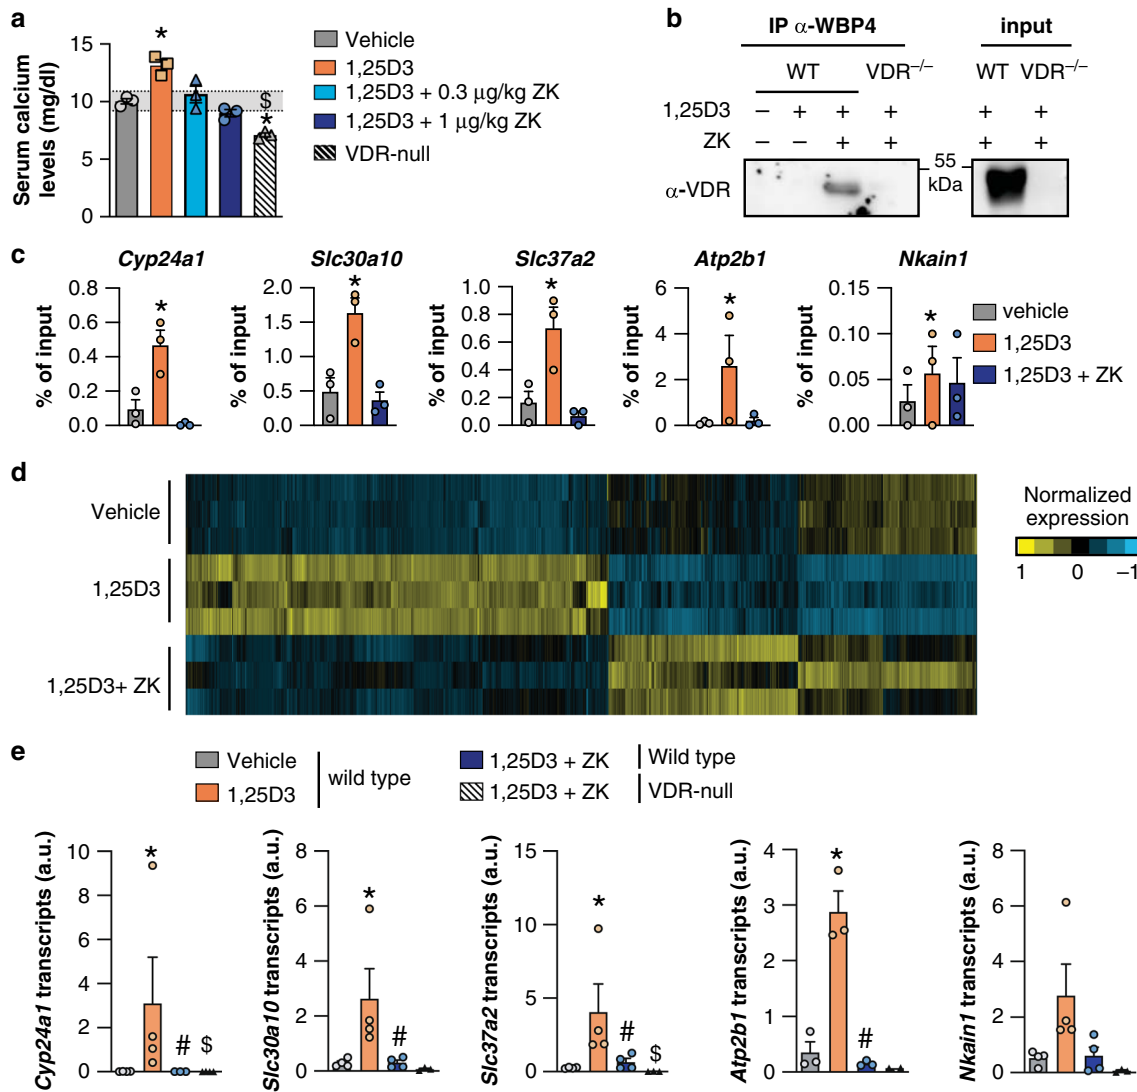 a
Serum calcium
levels (mg/dl)
15
10
5
0
*
$
*
Vehicle
1,25D3
1,25D3 + 0.3 μg/kg ZK
1,25D3 + 1 μg/kg ZK
VDR-null
b
IP α-WBP4
input
WT VDR–/–
WT VDR–/–
1,25D3 – + + + + +
ZK – – + + + +
α-VDR
55
kDa
c
Cyp24a1
% of input
0.8
0.6
0.4
0.2
0.0
*
Slc30a10
% of input
2.0
1.5
1.0
0.5
0.0
*
Slc37a2
% of input
1.0
0.8
0.6
0.4
0.2
0.0
*
Atp2b1
% of input
6
4
2
0
*
Nkain1
% of input
0.15
0.10
0.05
0.00
*
vehicle
1,25D3
1,25D3 + ZK
d
Vehicle
1,25D3
1,25D3+ ZK
Normalized
expression
1 0 –1
e
Vehicle
1,25D3
wild type
1,25D3 + ZK Wild type
1,25D3 + ZK VDR-null
Cyp24a1 transcripts (a.u.)
10
8
6
4
2
0
*
# $
Slc30a10 transcripts (a.u.)
8
6
4
2
0
*
#
Slc37a2 transcripts (a.u.)
15
10
5
0
*
#
$
Atp2b1 transcripts (a.u.)
4
3
2
1
0
*
#
Nkain1 transcripts (a.u.)
8
6
4
2
0